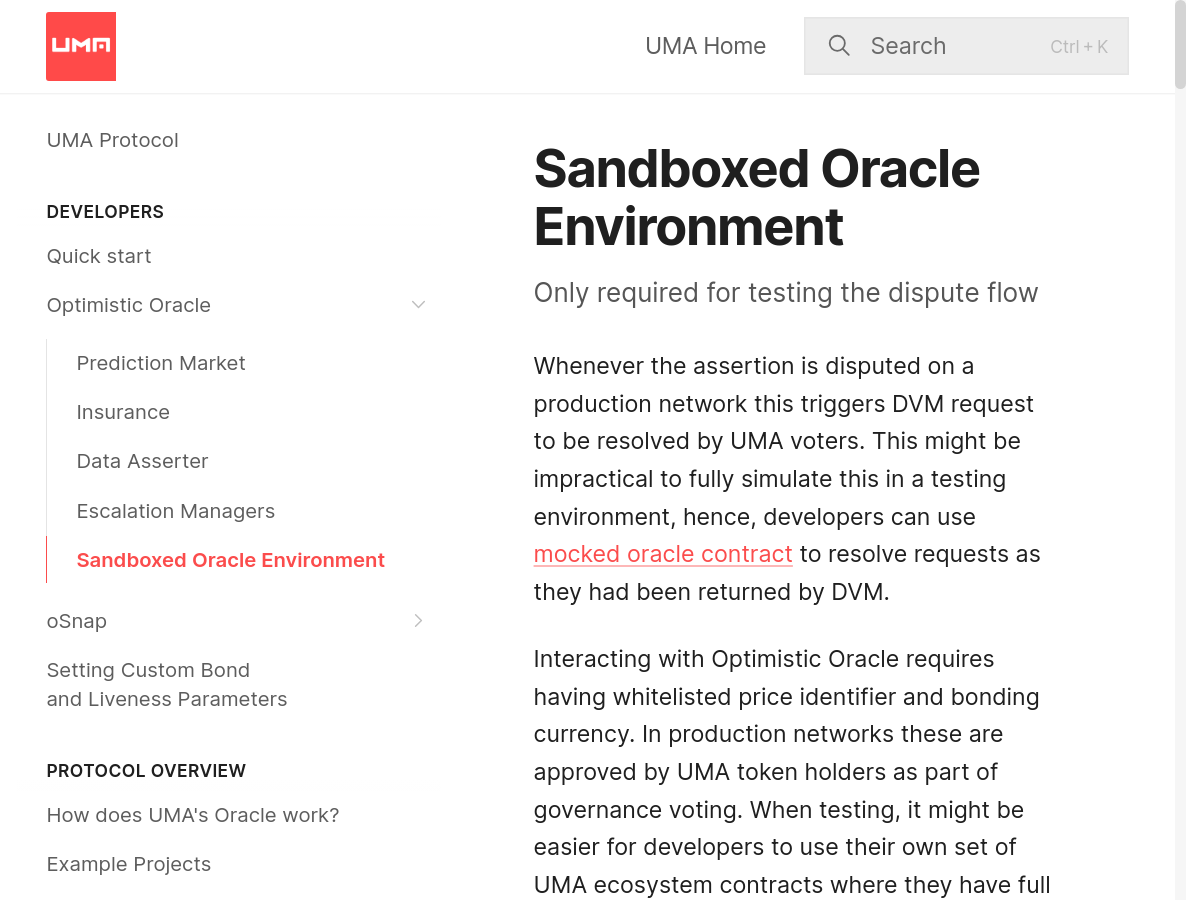 UMA
UMA Home
Search
Ctrl + K
UMA Protocol
DEVELOPERS
Quick start
Optimistic Oracle
Prediction Market
Insurance
Data Asserter
Escalation Managers
Sandboxed Oracle Environment
oSnap
Setting Custom Bond
and Liveness Parameters
PROTOCOL OVERVIEW
How does UMA's Oracle work?
Example Projects
Sandboxed Oracle
Environment
Only required for testing the dispute flow
Whenever the assertion is disputed on a
production network this triggers DVM request
to be resolved by UMA voters. This might be
impractical to fully simulate this in a testing
environment, hence, developers can use
mocked oracle contract to resolve requests as
they had been returned by DVM.
Interacting with Optimistic Oracle requires
having whitelisted price identifier and bonding
currency. In production networks these are
approved by UMA token holders as part of
governance voting. When testing, it might be
easier for developers to use their own set of
UMA ecosystem contracts where they have full